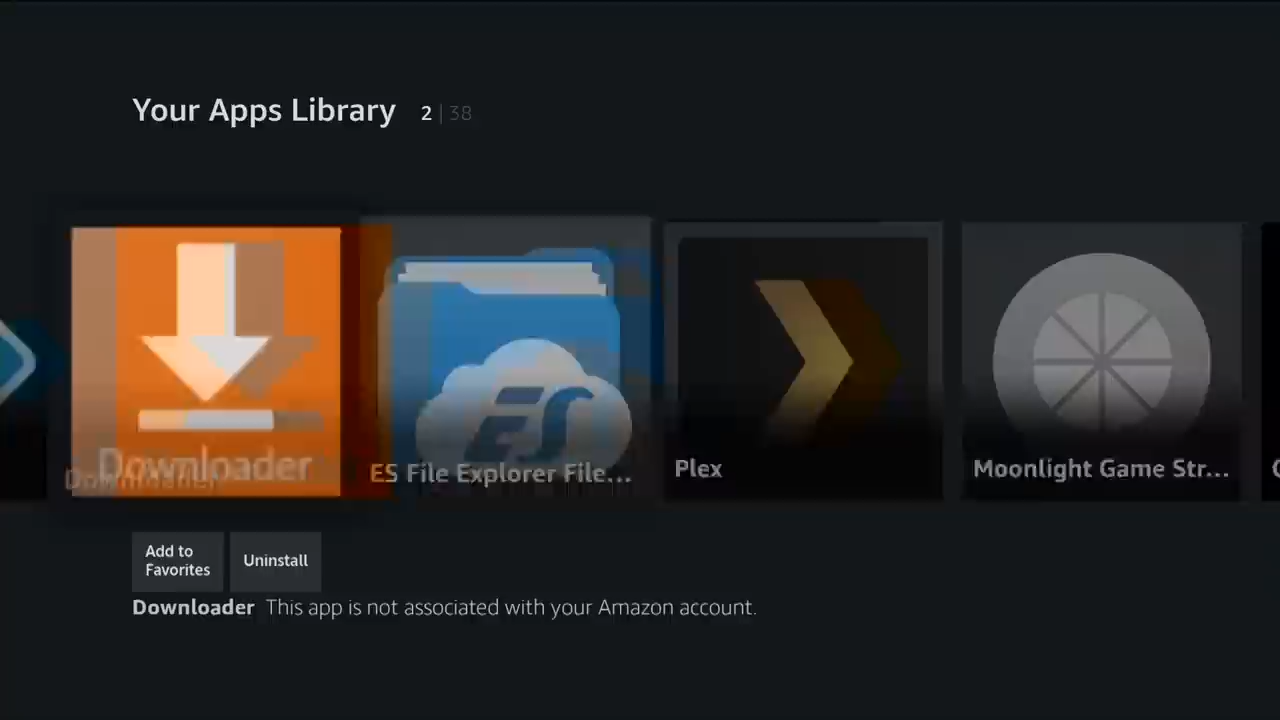 Your Apps Library 2 | 38
Downloader
ES File Explorer File...
Plex
Moonlight Game Str...
Add to
Favorites
Uninstall
Downloader This app is not associated with your Amazon account.